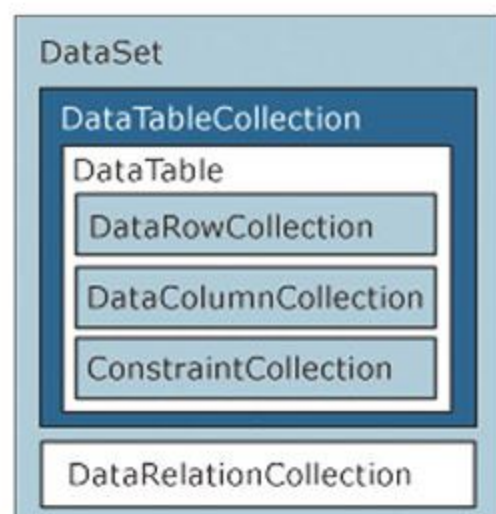 DataSet
DataTableCollection
DataTable
DataRowCollection
DataColumnCollection
ConstraintCollection
DataRelationCollection